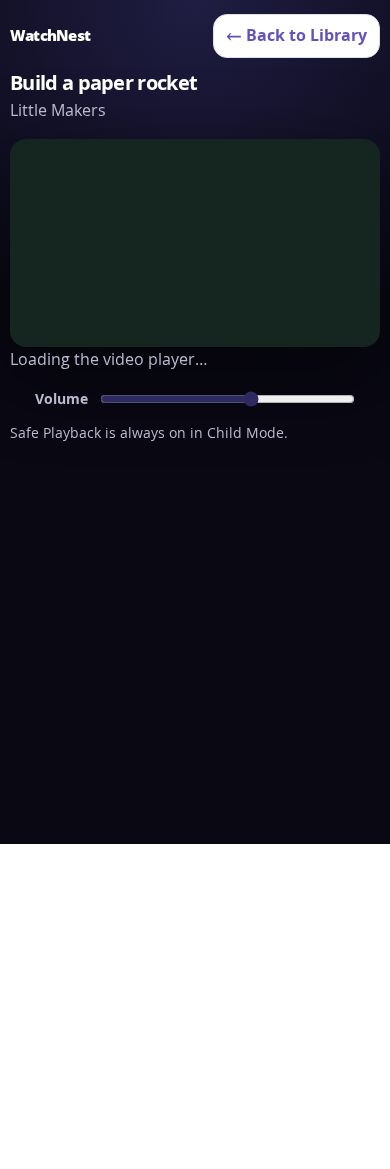 WatchNest
← Back to Library
Build a paper rocket
Little Makers
Loading the video player...
Volume
Safe Playback is always on in Child Mode.